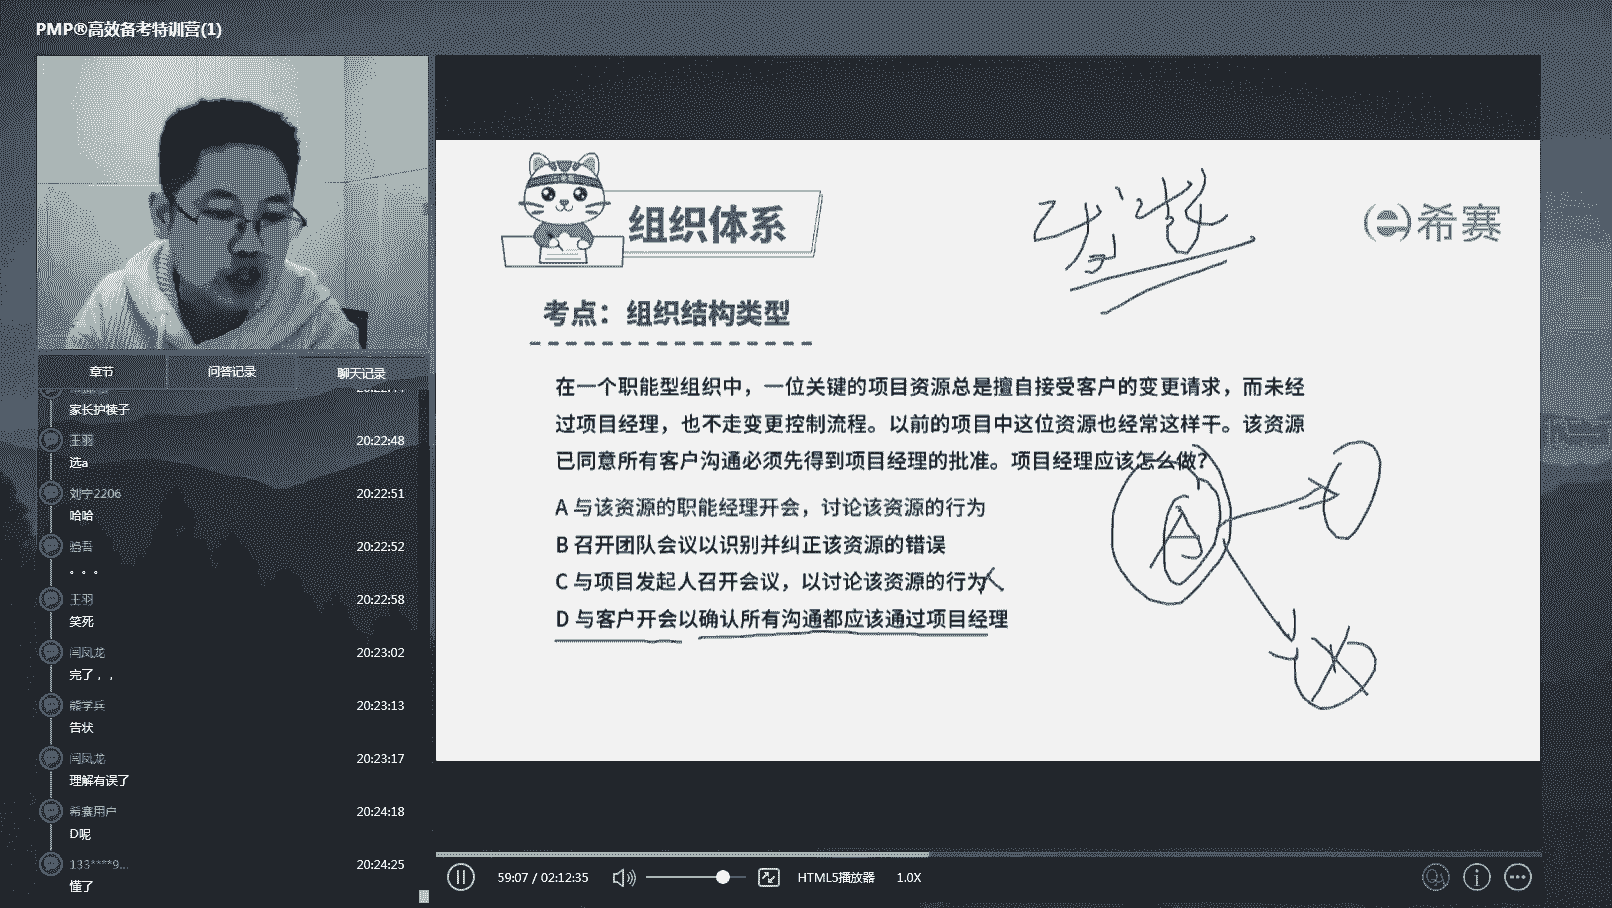 PMP®高效备考特训营(1)
章节
问答记录
聊天记录
家长护犊子
王羽
20:22:48
选a
刘宁2206
20:22:51
哈哈
20:22:52
。。。
王羽
20:22:58
笑死
闫凤龙
20:23:02
完了，，
熊学兵
20:23:13
告状
闫凤龙
20:23:17
理解有误了
希赛用户
20:24:18
D呢
133****9...
20:24:25
懂了
组织体系
希赛
考点：组织结构类型
在一个职能型组织中，一位关键的项目资源总是擅自接受客户的变更请求，而未经
过项目经理，也不走变更控制流程。以前的项目中这位资源也经常这样干。该资源
已同意所有客户沟通必须先得到项目经理的批准。项目经理应该怎么做？
A 与该资源的职能经理开会，讨论该资源的行为
B 召开团队会议以识别并纠正该资源的错误
C 与项目发起人召开会议，以讨论该资源的行为
D 与客户开会以确认所有沟通都应该通过项目经理
A
59:07 / 02:12:35
HTML5播放器
1.0X